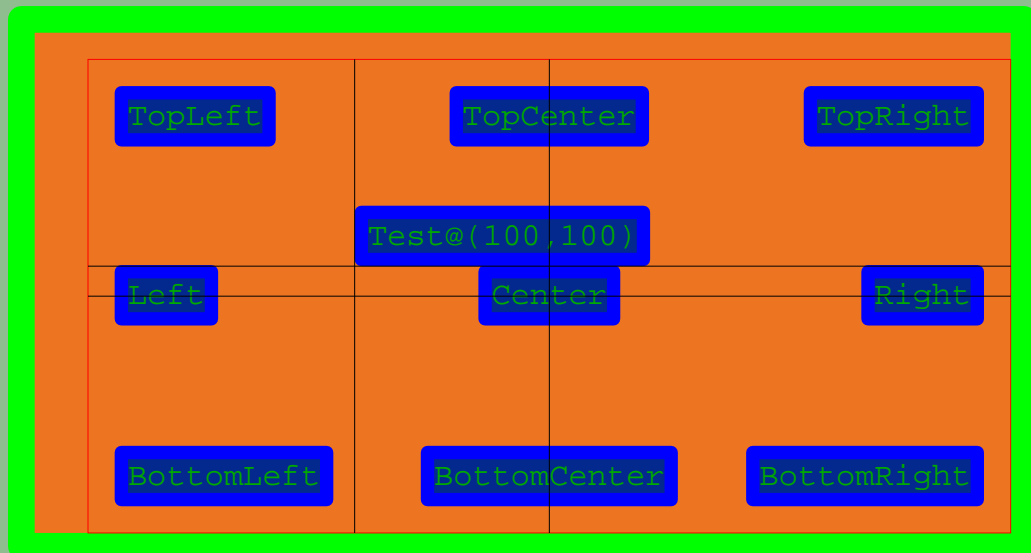 TopLeft TopCenter TopRight
Test@(100,100)
Left Center Right
BottomLeft BottomCenter BottomRight